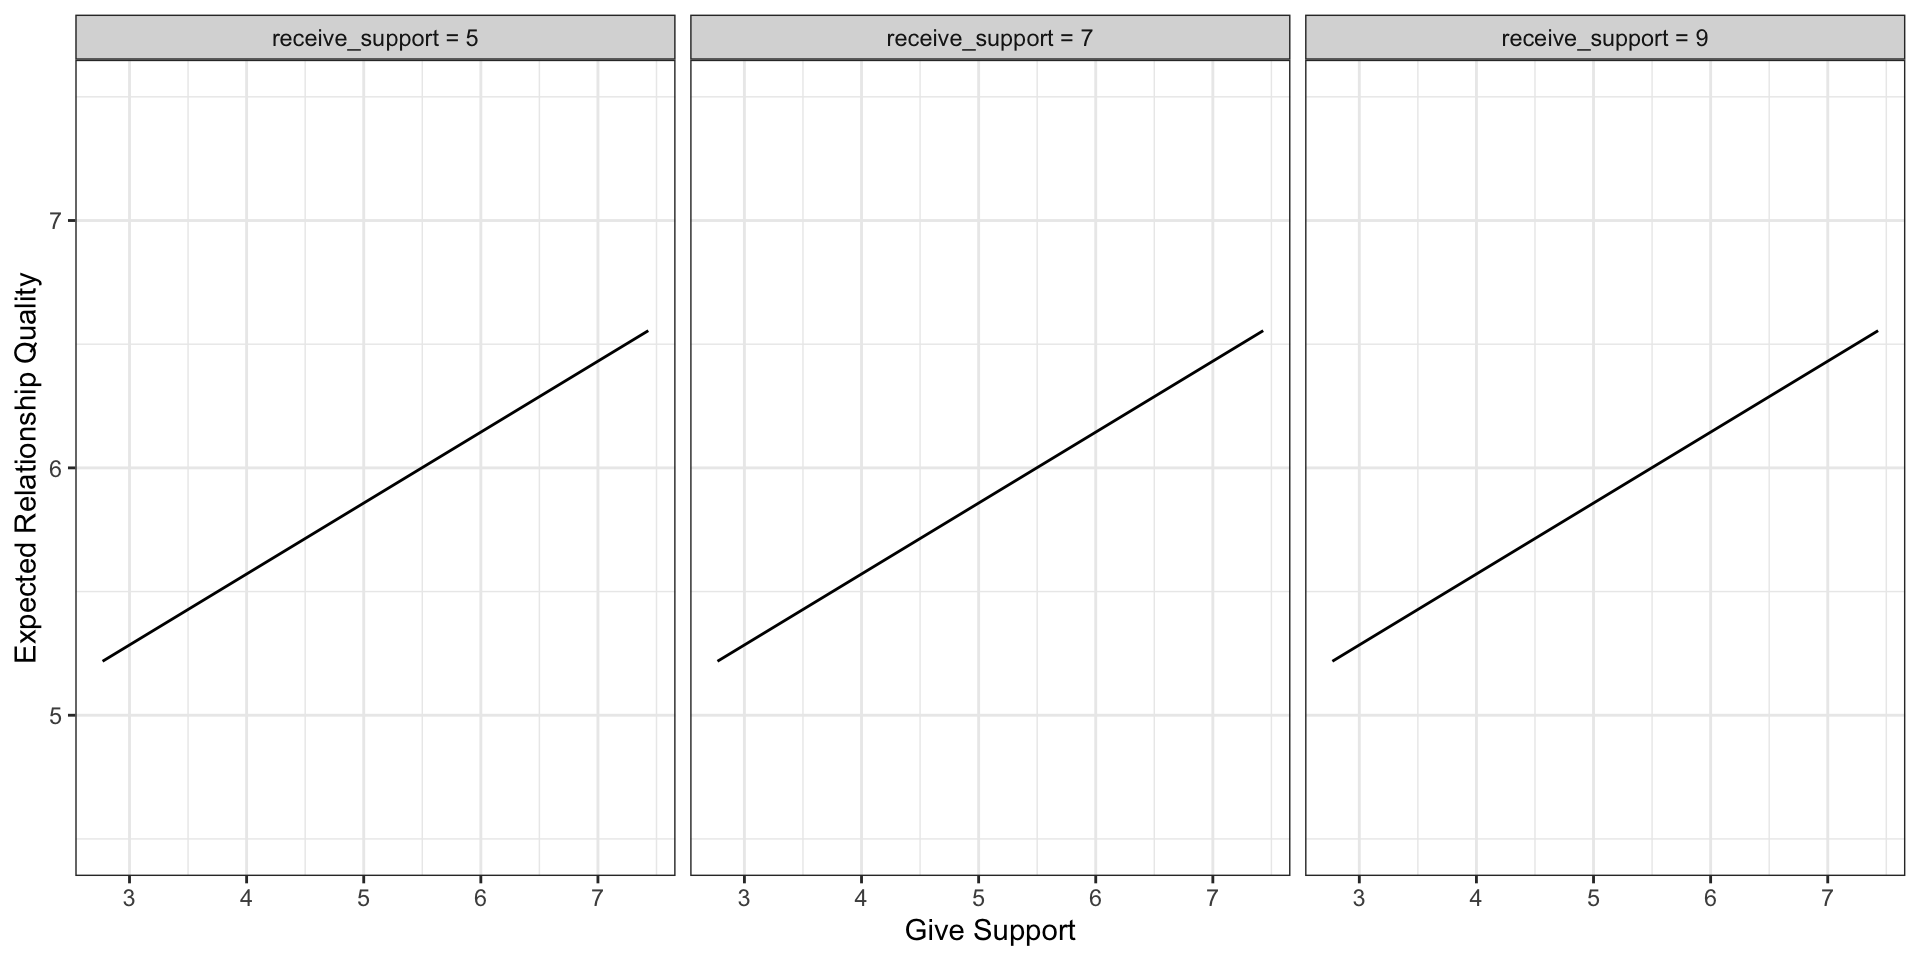 receive_support = 5
receive_support = 7
receive_support = 9
Expected Relationship Quality
7
6
5
3 4 5 6 7
3 4 5 6 7
3 4 5 6 7
Give Support